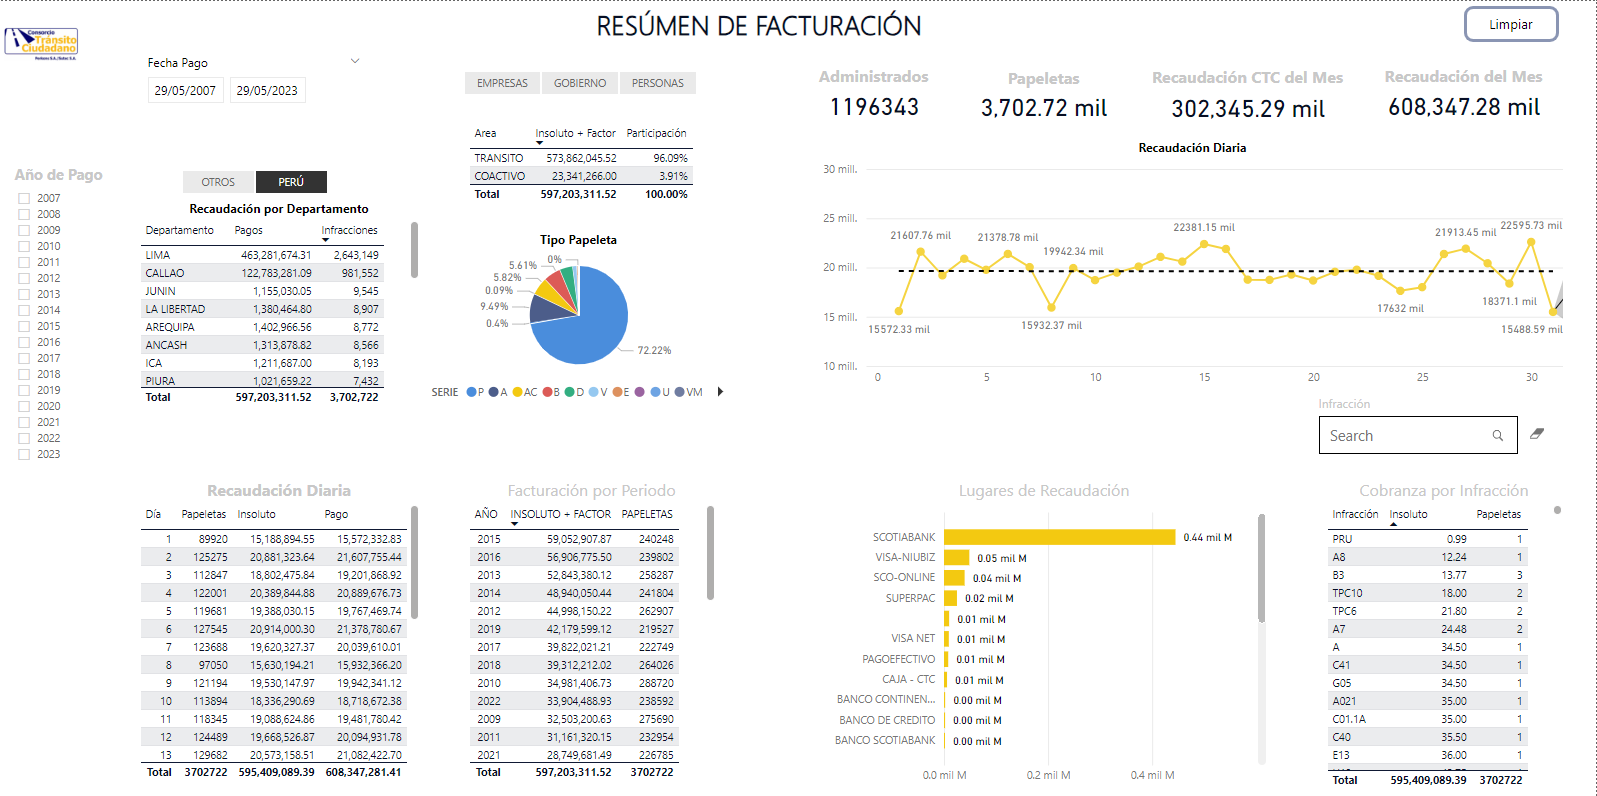 RESÚMEN DE FACTURACIÓN
Limpiar
Consorcio
Tránsito
Ciudadano
Fecha Pago
29/05/2007 29/05/2023
EMPRESAS GOBIERNO PERSONAS
Administrados
1196343
Papeletas
3,702.72 mil
Recaudación CTC del Mes
302,345.29 mil
Recaudación del Mes
608,347.28 mil
Area Insoluto + Factor Participación
TRANSITO 573,862,045.52 96.09%
COACTIVO 23,341,266.00 3.91%
Total 597,203,311.52 100.00%
Año de Pago
2007
2008
2009
2010
2011
2012
2013
2014
2015
2016
2017
2018
2019
2020
2021
2022
2023
OTROS PERÚ
Recaudación por Departamento
Departamento Pagos Infracciones
LIMA 463,281,674.31 2,643,149
CALLAO 122,783,281.09 981,552
JUNIN 1,155,030.05 9,545
LA LIBERTAD 1,380,464.80 8,907
AREQUIPA 1,402,966.56 8,772
ANCASH 1,313,878.82 8,566
ICA 1,211,687.00 8,193
PIURA 1,021,659.22 7,432
Total 597,203,311.52 3,702,722
Tipo Papeleta
0%
5.61%
5.82%
0.09%
9.49%
0.4%
72.22%
SERIE P A AC B D V E U VM
Recaudación Diaria
30 mill.
25 mill.
20 mill.
15 mill.
10 mill.
21607.76 mil
21378.78 mil
19942.34 mil
22381.15 mil
21913.45 mil
22595.73 mil
15572.33 mil
15932.37 mil
17632 mil
18371.1 mil
15488.59 mil
0 5 10 15 20 25 30
Infracción
Search
Recaudación Diaria
Día Papeletas Insoluto Pago
1 89920 15,188,894.55 15,572,332.83
2 125275 20,881,323.64 21,607,755.44
3 112847 18,802,475.84 19,201,868.92
4 122001 20,389,844.88 20,889,676.73
5 119681 19,388,030.15 19,767,469.74
6 127545 20,914,000.30 21,378,780.67
7 123688 19,620,327.37 20,039,610.01
8 97050 15,630,194.21 15,932,366.20
9 121194 19,530,147.97 19,942,341.12
10 113894 18,336,290.69 18,718,672.38
11 118345 19,088,624.86 19,481,780.42
12 124489 19,668,526.87 20,094,931.78
13 129682 20,573,158.51 21,082,422.70
Total 3702722 595,409,089.39 608,347,281.41
Facturación por Periodo
AÑO INSOLUTO + FACTOR PAPELETAS
2015 59,052,907.87 240248
2016 56,906,775.50 239802
2013 52,843,380.12 258287
2014 48,940,050.44 241804
2012 44,998,150.22 262907
2019 42,179,599.12 219527
2017 39,822,021.21 222749
2018 39,312,212.02 264026
2010 34,981,406.73 288720
2022 33,904,488.93 238592
2009 32,503,200.63 275690
2011 31,161,320.15 232954
2021 28,749,681.49 226785
Total 597,203,311.52 3702722
Lugares de Recaudación
SCOTIABANK 0.44 mil M
VISA-NIUBIZ 0.05 mil M
SCO-ONLINE 0.04 mil M
SUPERPAC 0.02 mil M
0.01 mil M
VISA NET 0.01 mil M
PAGOEFECTIVO 0.01 mil M
CAJA - CTC 0.01 mil M
BANCO CONTINEN... 0.00 mil M
BANCO DE CREDITO 0.00 mil M
BANCO SCOTIABANK 0.00 mil M
0.0 mil M 0.2 mil M 0.4 mil M
Cobranza por Infracción
Infracción Insoluto Papeletas
PRU 0.99 1
A8 12.24 1
B3 13.77 3
TPC10 18.00 2
TPC6 21.80 2
A7 24.48 2
A 34.50 1
C41 34.50 1
G05 34.50 1
A021 35.00 1
C01.1A 35.00 1
C40 35.50 1
E13 36.00 1
Total 595,409,089.39 3702722